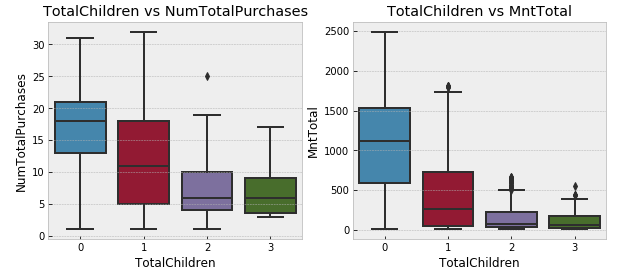 TotalChildren vs NumTotalPurchases
NumTotalPurchases
30
25
20
15
10
5
0
0 1 2 3
TotalChildren
TotalChildren vs MntTotal
MntTotal
2500
2000
1500
1000
500
0
0 1 2 3
TotalChildren